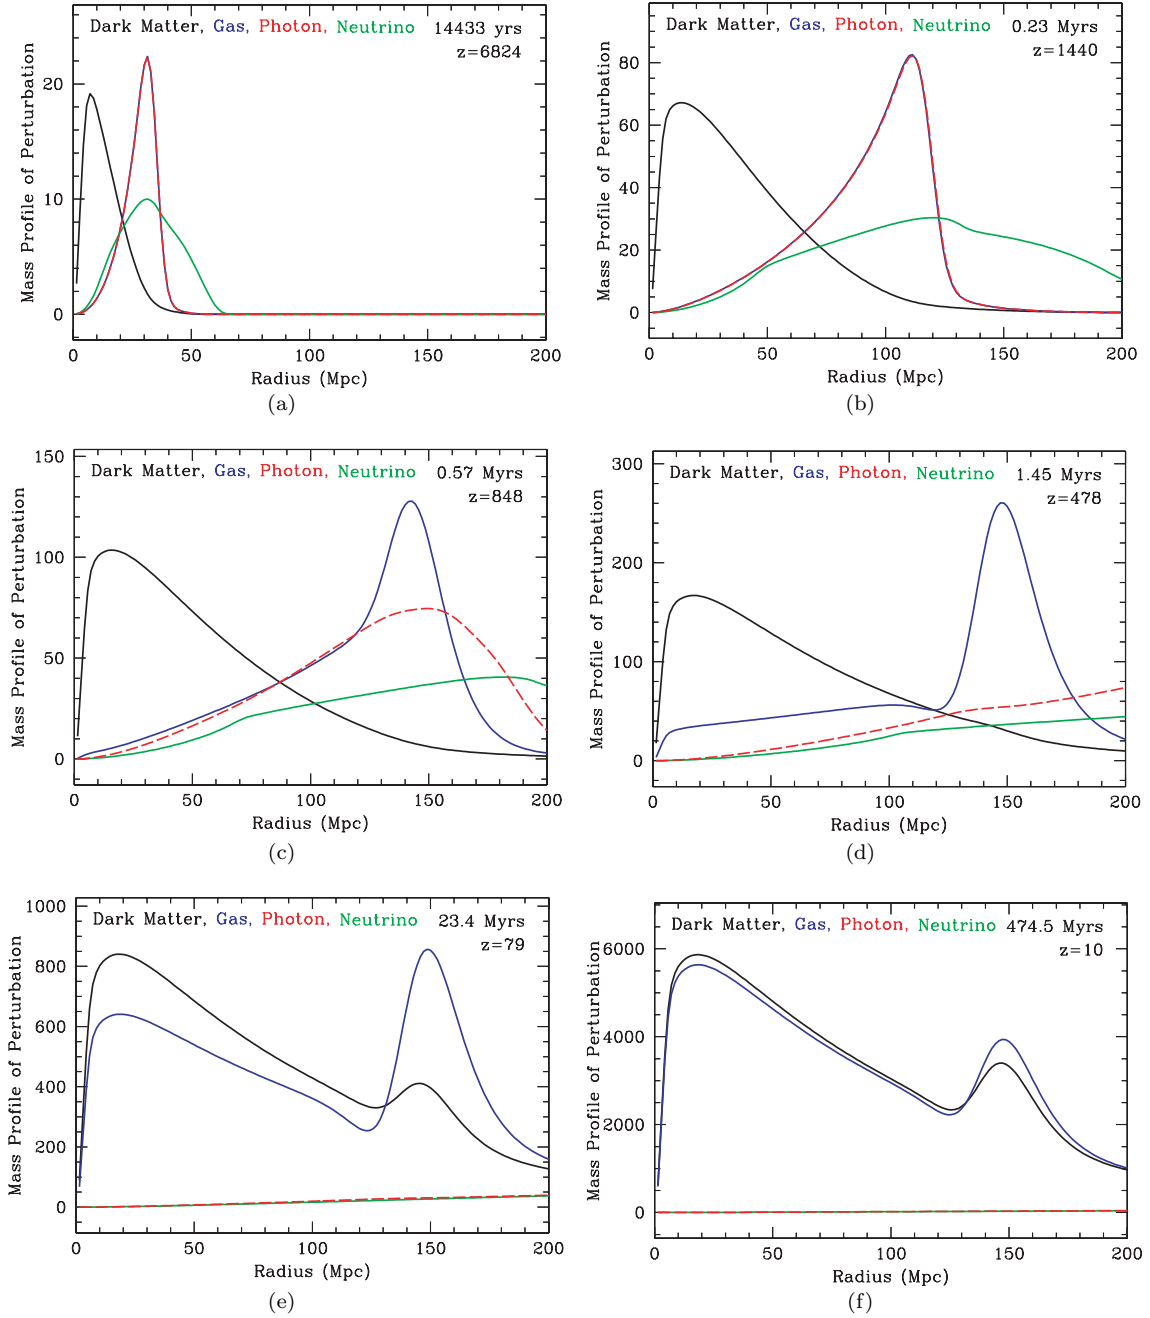 Dark Matter, Gas, Photon, Neutrino 14433 yrs
z=6824
Mass Profile of Perturbation
20
10
0
0 50 100 150 200
Radius (Mpc)
(a)
Dark Matter, Gas, Photon, Neutrino 0.23 Myrs
z=1440
Mass Profile of Perturbation
80
60
40
20
0
0 50 100 150 200
Radius (Mpc)
(b)
Dark Matter, Gas, Photon, Neutrino 0.57 Myrs
z=848
Mass Profile of Perturbation
150
100
50
0
0 50 100 150 200
Radius (Mpc)
(c)
Dark Matter, Gas, Photon, Neutrino 1.45 Myrs
z=478
Mass Profile of Perturbation
300
200
100
0
0 50 100 150 200
Radius (Mpc)
(d)
Dark Matter, Gas, Photon, Neutrino 23.4 Myrs
z=79
Mass Profile of Perturbation
1000
800
600
400
200
0
0 50 100 150 200
Radius (Mpc)
(e)
Dark Matter, Gas, Photon, Neutrino 474.5 Myrs
z=10
Mass Profile of Perturbation
6000
4000
2000
0
0 50 100 150 200
Radius (Mpc)
(f)